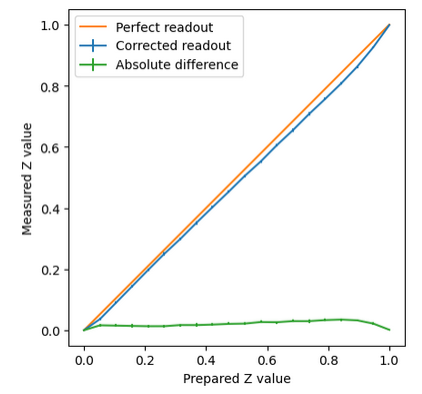 Perfect readout
Corrected readout
Absolute difference
1.0
0.8
0.6
0.4
0.2
0.0
Measured Z value
0.0 0.2 0.4 0.6 0.8 1.0
Prepared Z value